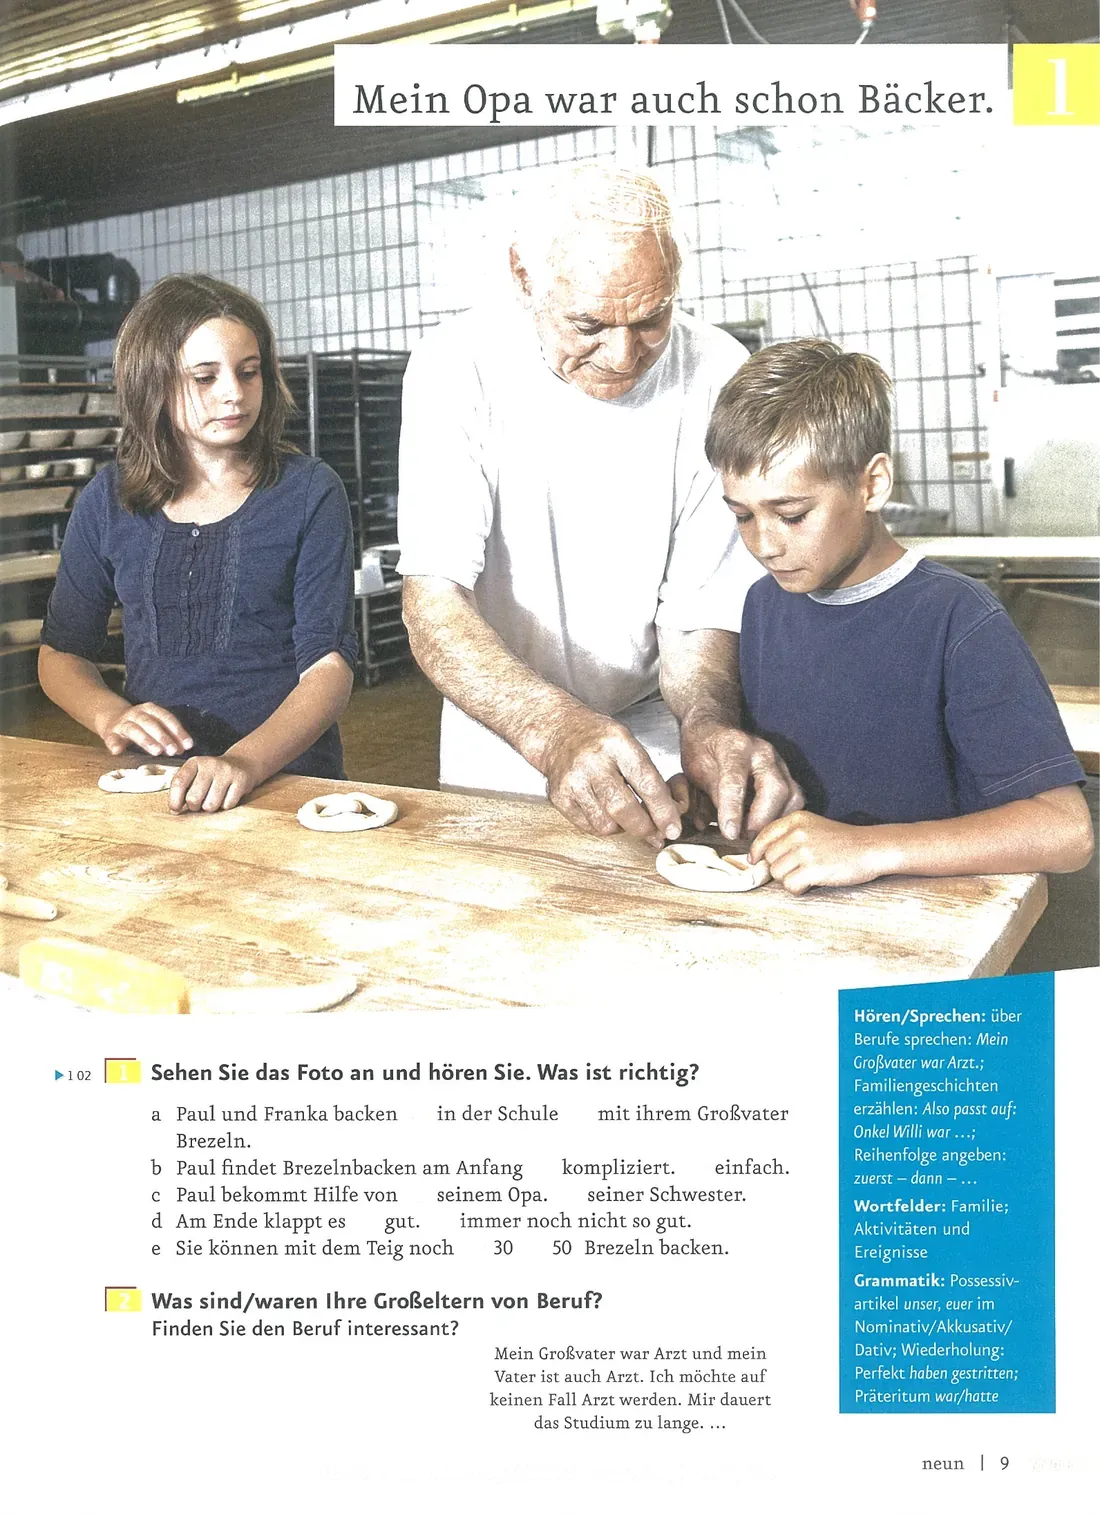 Mein Opa war auch schon Bäcker.
1
▶ 1 02
1 Sehen Sie das Foto an und hören Sie. Was ist richtig?
a Paul und Franka backen in der Schule mit ihrem Großvater
Brezeln.
b Paul findet Brezelnbacken am Anfang kompliziert. einfach.
c Paul bekommt Hilfe von seinem Opa. seiner Schwester.
d Am Ende klappt es gut. immer noch nicht so gut.
e Sie können mit dem Teig noch 30 50 Brezeln backen.
2 Was sind/waren Ihre Großeltern von Beruf?
Finden Sie den Beruf interessant?
Mein Großvater war Arzt und mein
Vater ist auch Arzt. Ich möchte auf
keinen Fall Arzt werden. Mir dauert
das Studium zu lange. ...
Hören/Sprechen: über
Berufe sprechen: Mein
Großvater war Arzt.;
Familiengeschichten
erzählen: Also passt auf:
Onkel Willi war ...;
Reihenfolge angeben:
zuerst – dann – ...
Wortfelder: Familie;
Aktivitäten und
Ereignisse
Grammatik: Possessiv-
artikel unser, euer im
Nominativ/Akkusativ/
Dativ; Wiederholung:
Perfekt haben gestritten;
Präteritum war/hatte
neun | 9